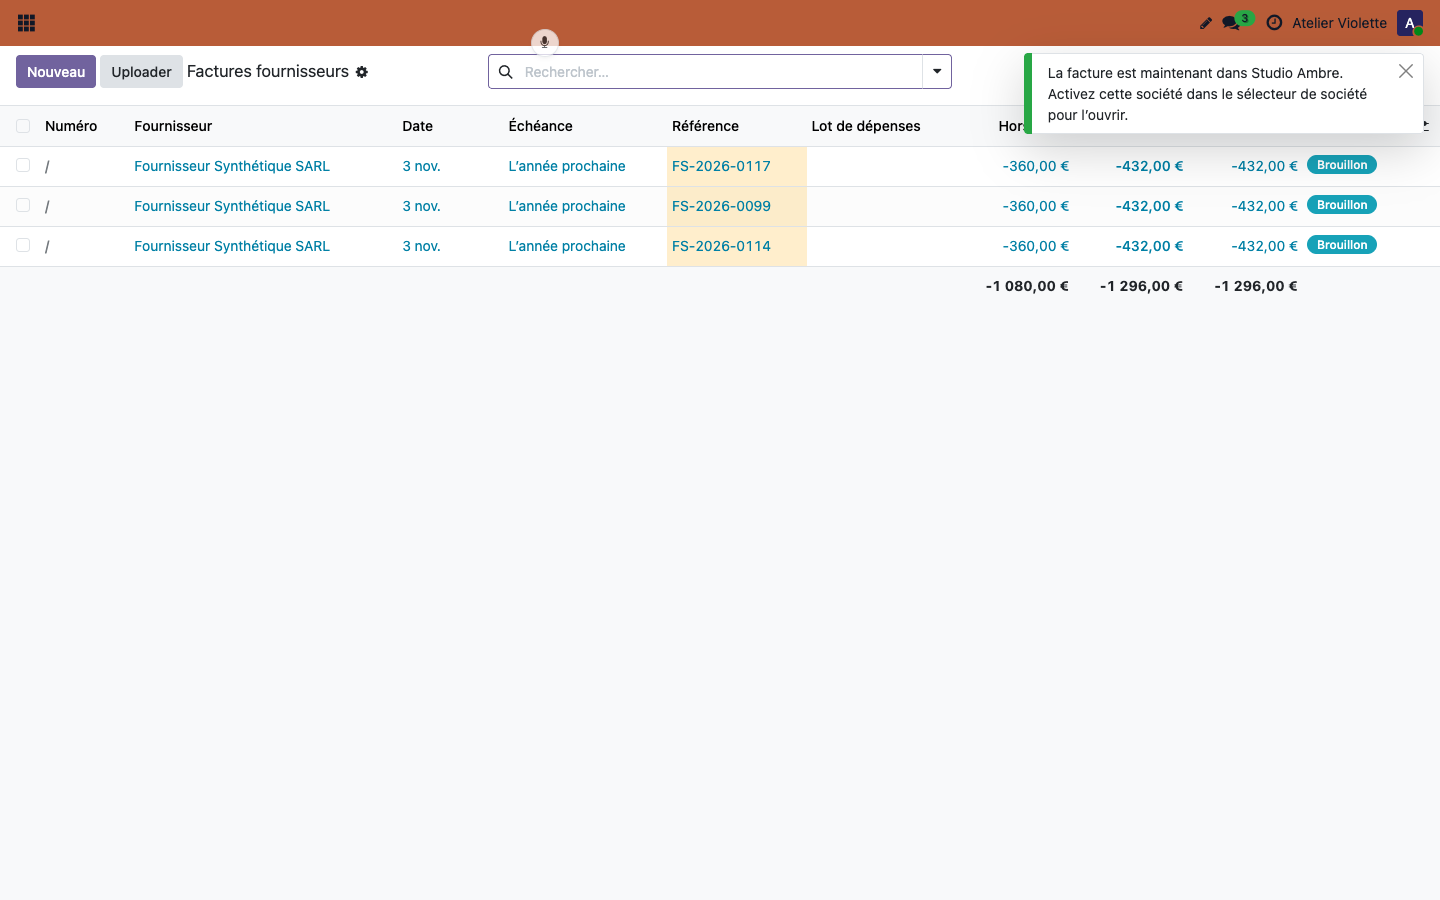 3
Atelier Violette
A
Nouveau
Uploader
Factures fournisseurs
Rechercher...
La facture est maintenant dans Studio Ambre.
Activez cette société dans le sélecteur de société
pour l’ouvrir.
Numéro Fournisseur Date Échéance Référence Lot de dépenses
/ Fournisseur Synthétique SARL 3 nov. L’année prochaine FS-2026-0117 -360,00 € -432,00 € -432,00 € Brouillon
/ Fournisseur Synthétique SARL 3 nov. L’année prochaine FS-2026-0099 -360,00 € -432,00 € -432,00 € Brouillon
/ Fournisseur Synthétique SARL 3 nov. L’année prochaine FS-2026-0114 -360,00 € -432,00 € -432,00 € Brouillon
-1 080,00 € -1 296,00 € -1 296,00 €